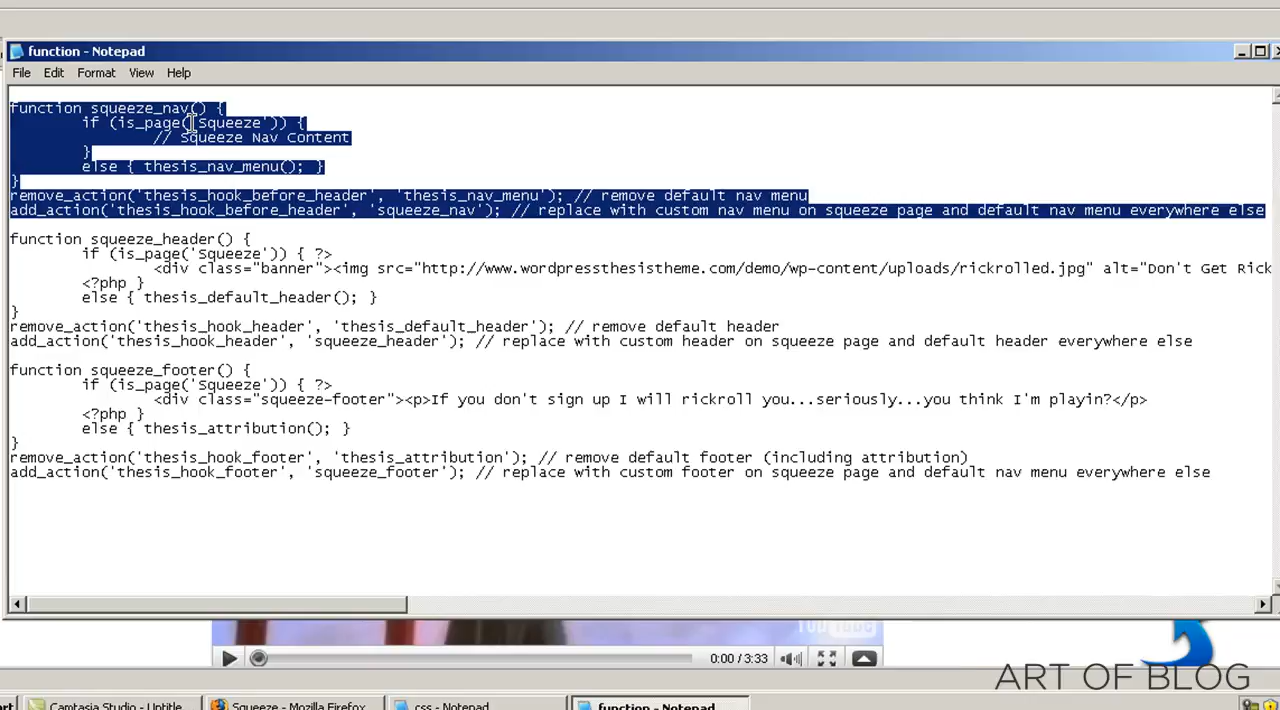 function - Notepad
File Edit Format View Help
function squeeze_nav() {
if (is_page('Squeeze')) {
// Squeeze Nav Content
}
else { thesis_nav_menu(); }
}
remove_action('thesis_hook_before_header', 'thesis_nav_menu'); // remove default nav menu
add_action('thesis_hook_before_header', 'squeeze_nav'); // replace with custom nav menu on squeeze page and default nav menu everywhere else
function squeeze_header() {
if (is_page('Squeeze')) { ?>
<div class="banner"><img src="http://www.wordpressthesistheme.com/demo/wp-content/uploads/rickrolled.jpg" alt="Don't Get Rick
<?php }
else { thesis_default_header(); }
}
remove_action('thesis_hook_header', 'thesis_default_header'); // remove default header
add_action('thesis_hook_header', 'squeeze_header'); // replace with custom header on squeeze page and default header everywhere else
function squeeze_footer() {
if (is_page('Squeeze')) { ?>
<div class="squeeze-footer"><p>If you don't sign up I will rickroll you...seriously...you think I'm playin?</p>
<?php }
else { thesis_attribution(); }
}
remove_action('thesis_hook_footer', 'thesis_attribution'); // remove default footer (including attribution)
add_action('thesis_hook_footer', 'squeeze_footer'); // replace with custom footer on squeeze page and default nav menu everywhere else
YouTube
0:00 / 3:33
ART OF BLOG
art Camtasia Studio - Untitle... Squeeze - Mozilla Firefox css - Notepad function - Notepad